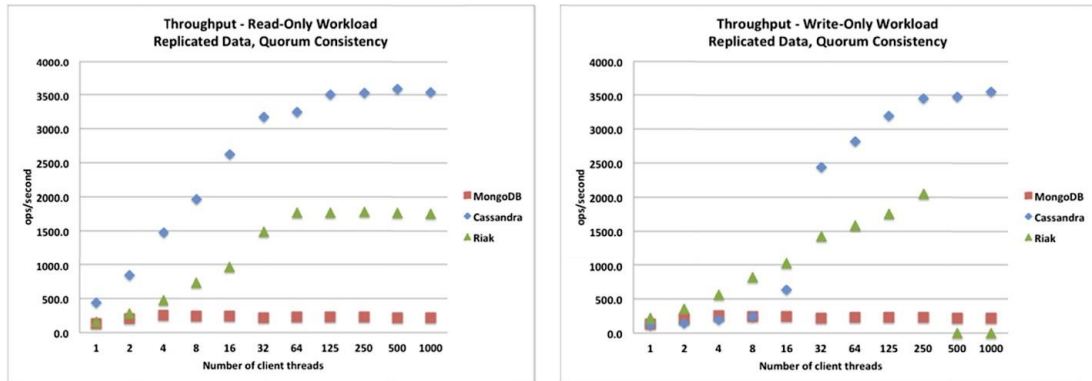 Throughput - Read-Only Workload
Replicated Data, Quorum Consistency
4000.0
3500.0
3000.0
2500.0
2000.0
1500.0
1000.0
500.0
0.0
ops/second
1 2 4 8 16 32 64 125 250 500 1000
Number of client threads
MongoDB
Cassandra
Riak
Throughput - Write-Only Workload
Replicated Data, Quorum Consistency
4000.0
3500.0
3000.0
2500.0
2000.0
1500.0
1000.0
500.0
0.0
ops/second
1 2 4 8 16 32 64 125 250 500 1000
Number of client threads
MongoDB
Cassandra
Riak